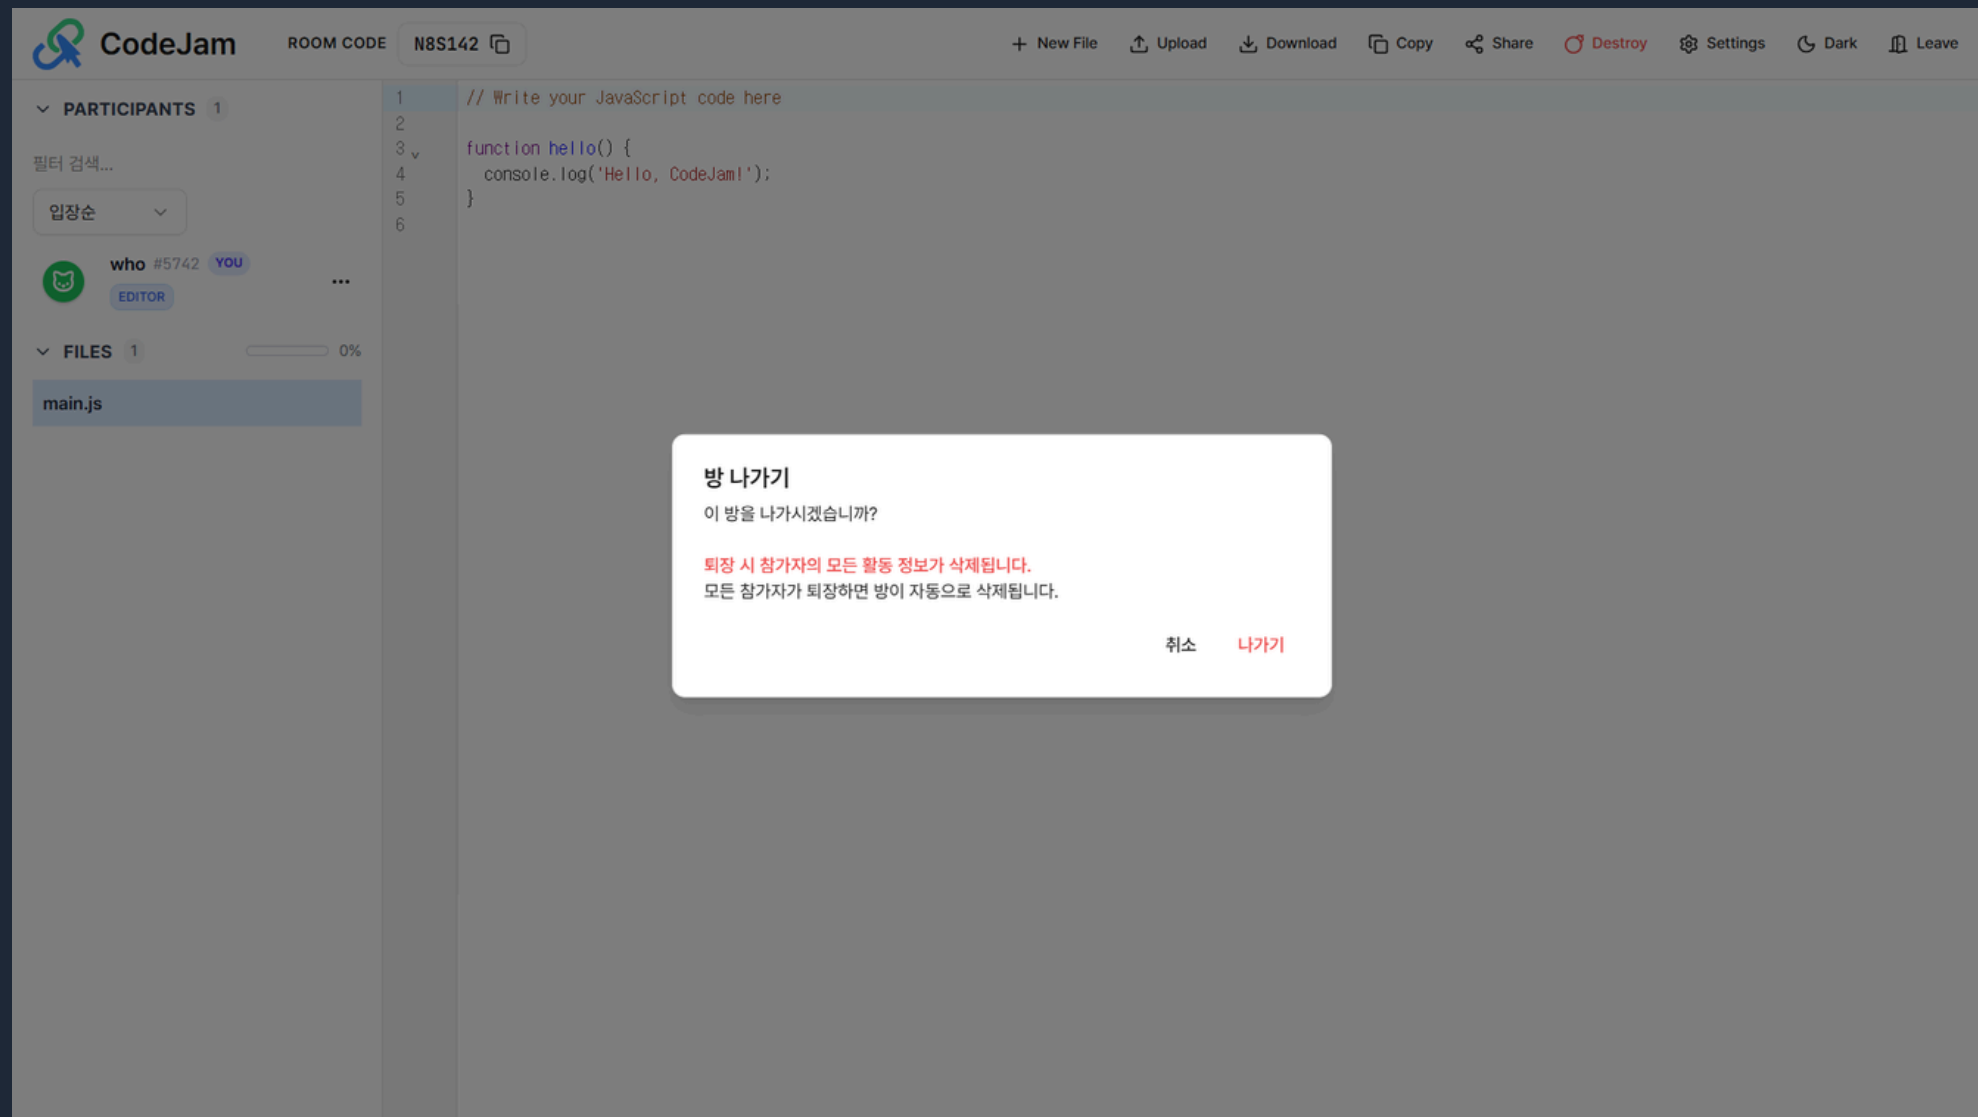 CodeJam ROOM CODE N8S142 New File Upload Download Copy Share Destroy Settings Dark Leave
PARTICIPANTS 1
필터 검색...
입장순
who #5742 YOU
EDITOR
FILES 1 0%
main.js
1 // Write your JavaScript code here
2
3 function hello() {
4 console.log('Hello, CodeJam!');
5 }
6
방 나가기
이 방을 나가시겠습니까?
퇴장 시 참가자의 모든 활동 정보가 삭제됩니다.
모든 참가자가 퇴장하면 방이 자동으로 삭제됩니다.
취소 나가기